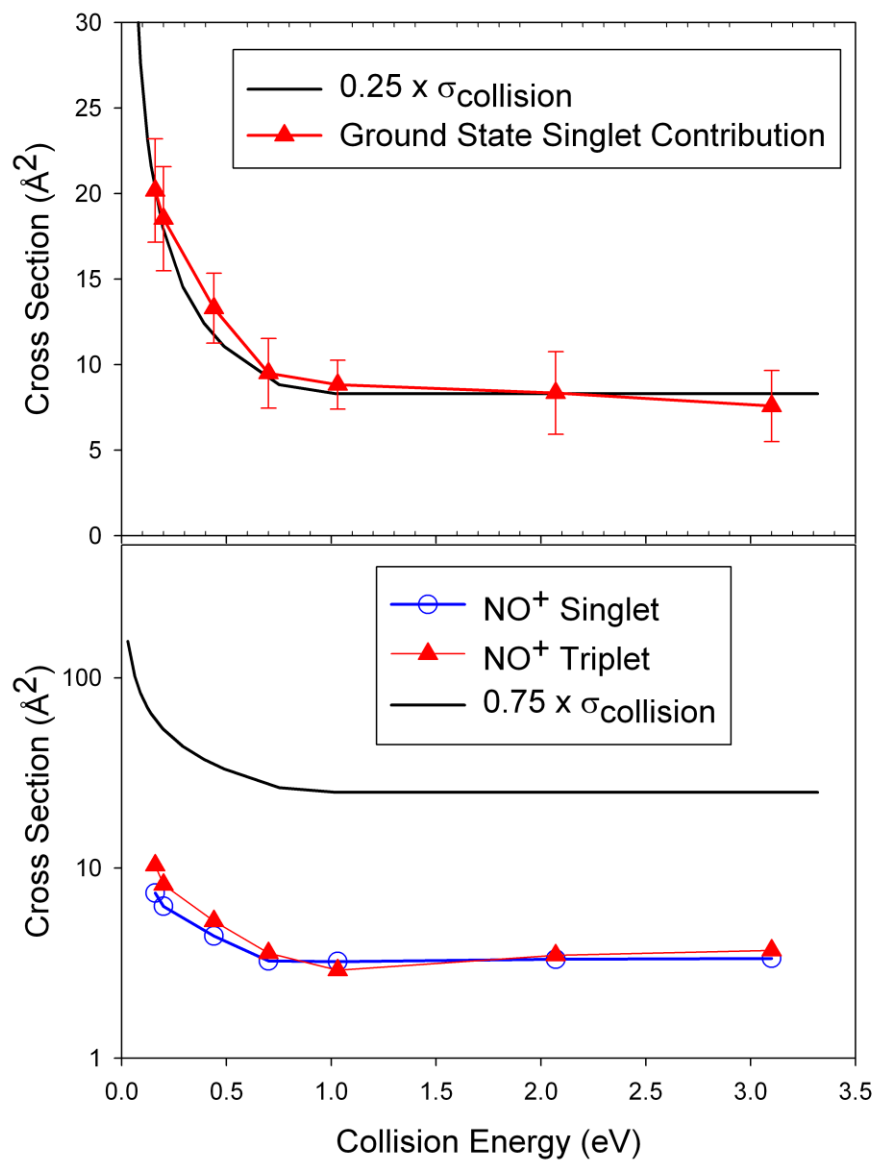 30
25
20
15
10
5
0
Cross Section (Å²)
0.25 x σcollision
Ground State Singlet Contribution
100
10
1
Cross Section (Å²)
NO⁺ Singlet
NO⁺ Triplet
0.75 x σcollision
0.0 0.5 1.0 1.5 2.0 2.5 3.0 3.5
Collision Energy (eV)